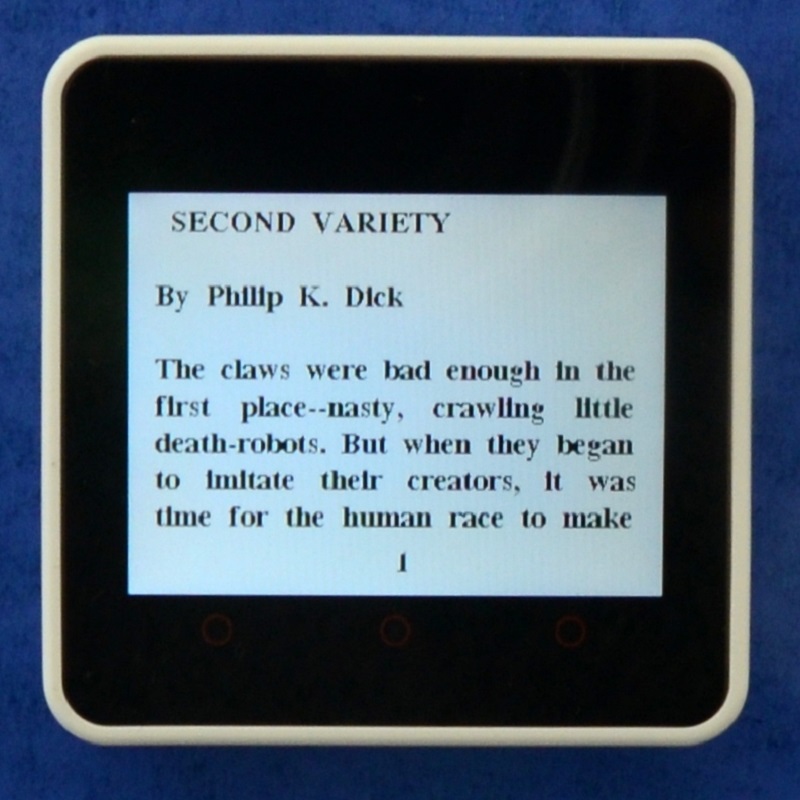 SECOND VARIETY
By Philip K. Dick
The claws were bad enough in the
first place--nasty, crawling little
death-robots. But when they began
to imitate their creators, it was
time for the human race to make
1